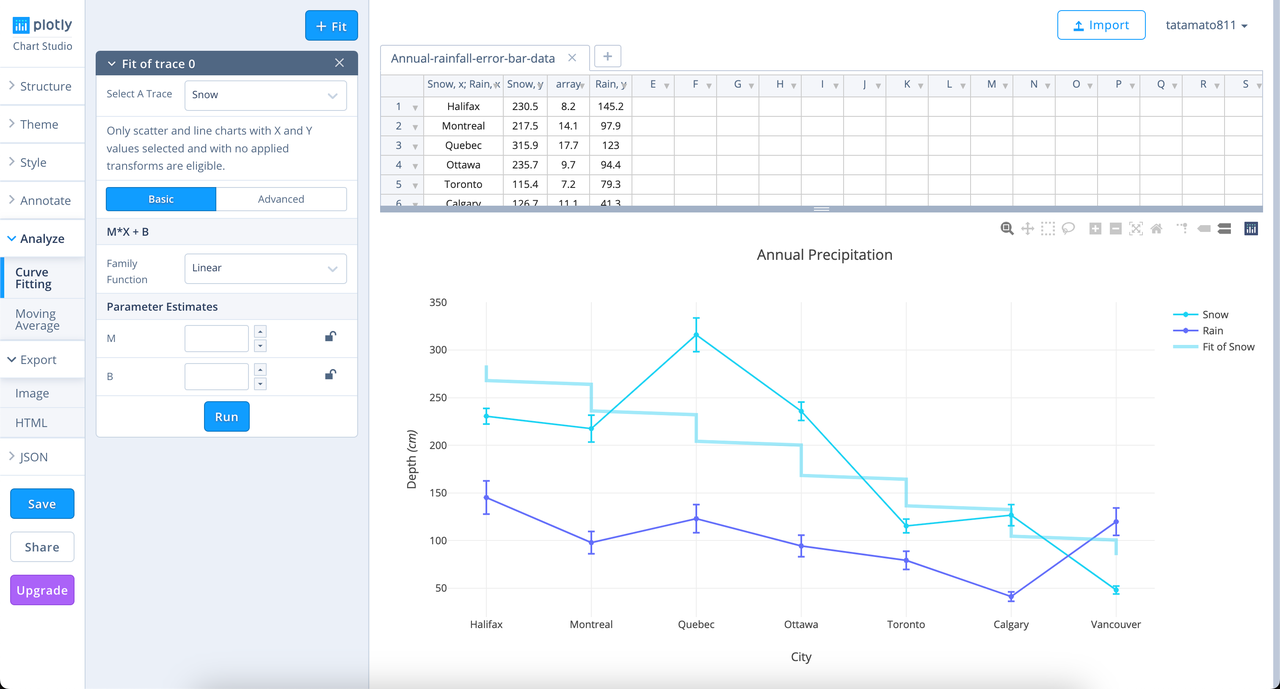 plotly
Chart Studio
Structure
Theme
Style
Annotate
Analyze
Curve
Fitting
Moving
Average
Export
Image
HTML
JSON
Save
Share
Upgrade
+ Fit
Fit of trace 0
Select A Trace
Snow
Only scatter and line charts with X and Y
values selected and with no applied
transforms are eligible.
Basic Advanced
M*X + B
Family
Function
Linear
Parameter Estimates
M
B
Run
Import
tatamato811
Annual-rainfall-error-bar-data
Snow, x; Rain, x Snow, y array Rain, y E F G H I J K L M N O P Q R S
1 Halifax 230.5 8.2 145.2
2 Montreal 217.5 14.1 97.9
3 Quebec 315.9 17.7 123
4 Ottawa 235.7 9.7 94.4
5 Toronto 115.4 7.2 79.3
6 Calgary 126.7 11.1 41.3
Annual Precipitation
350
300
250
200
150
100
50
Depth (cm)
Halifax Montreal Quebec Ottawa Toronto Calgary Vancouver
City
Snow
Rain
Fit of Snow